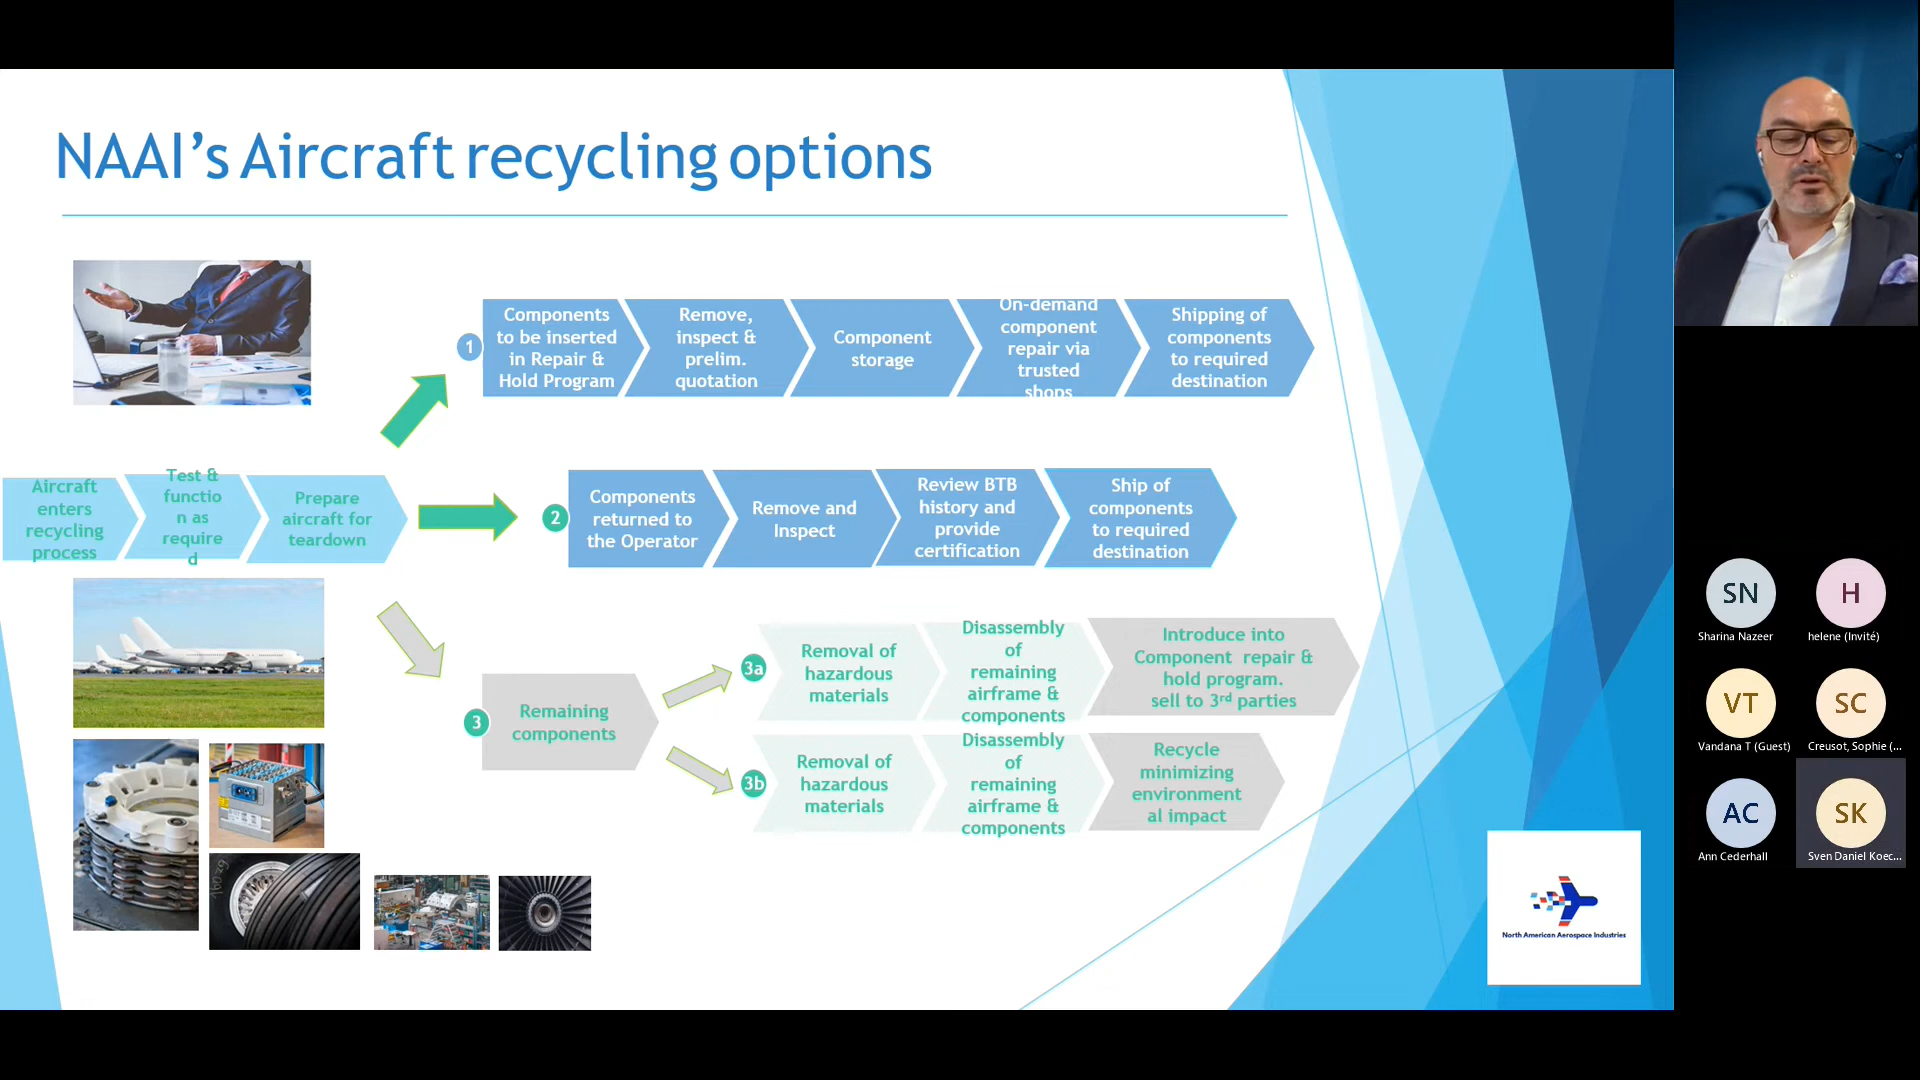 NAAI’s Aircraft recycling options
1
Components
to be inserted
in Repair &
Hold Program
Remove,
inspect &
prelim.
quotation
Component
storage
On-demand
component
repair via
trusted
shops
Shipping of
components
to required
destination
Aircraft
enters
recycling
process
Test &
functio
n as
require
d
Prepare
aircraft for
teardown
2
Components
returned to
the Operator
Remove and
Inspect
Review BTB
history and
provide
certification
Ship of
components
to required
destination
3
Remaining
components
3a
Removal of
hazardous
materials
Disassembly
of
remaining
airframe &
components
Introduce into
Component repair &
hold program.
sell to 3rd parties
3b
Removal of
hazardous
materials
Disassembly
of
remaining
airframe &
components
Recycle
minimizing
environment
al impact
North American Aerospace Industries
SN
Sharina Nazeer
H
helene (Invité)
VT
Vandana T (Guest)
SC
Creusot, Sophie (...
AC
Ann Cederhall
SK
Sven Daniel Koec...